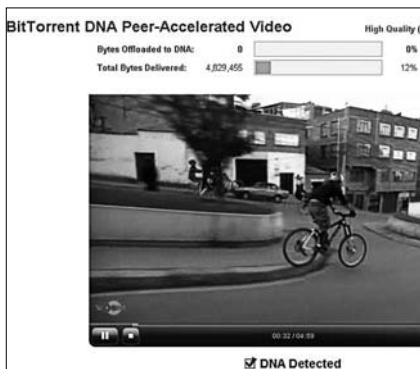 BitTorrent DNA Peer-Accelerated Video
High Quality (
Bytes Offloaded to DNA: 0 0%
Total Bytes Delivered: 4,829,455 12%
00:32 / 04:59
DNA Detected